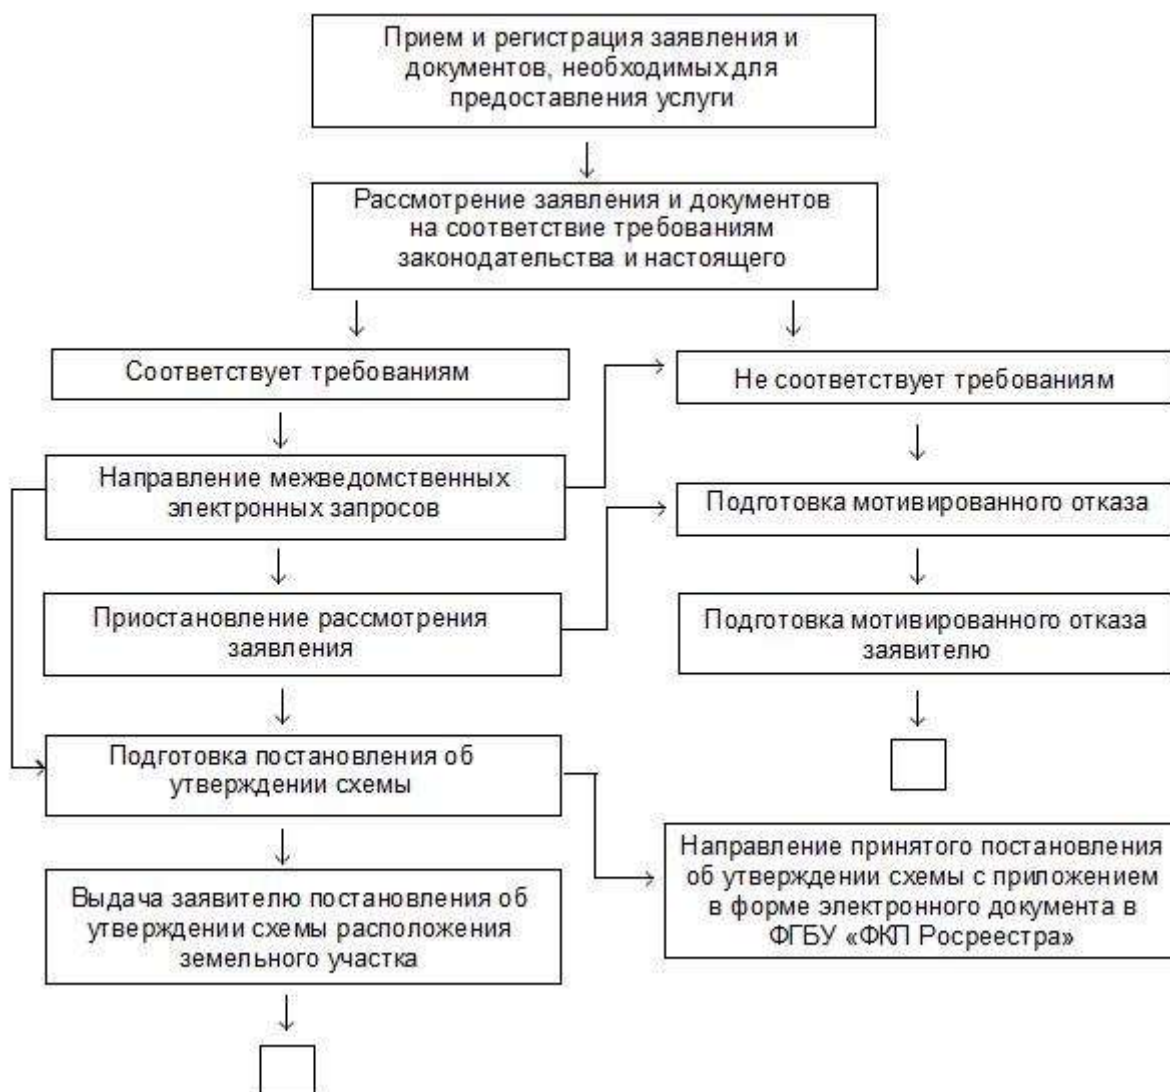 Прием и регистрация заявления и
документов, необходимых для
предоставления услуги
Рассмотрение заявления и документов
на соответствие требованиям
законодательства и настоящего
Соответствует требованиям
Не соответствует требованиям
Направление межведомственных
электронных запросов
Подготовка мотивированного отказа
Приостановление рассмотрения
заявления
Подготовка мотивированного отказа
заявителю
Подготовка постановления об
утверждении схемы
Направление принятого постановления
об утверждении схемы с приложением
в форме электронного документа в
ФГБУ «ФКП Росреестра»
Выдача заявителю постановления об
утверждении схемы расположения
земельного участка